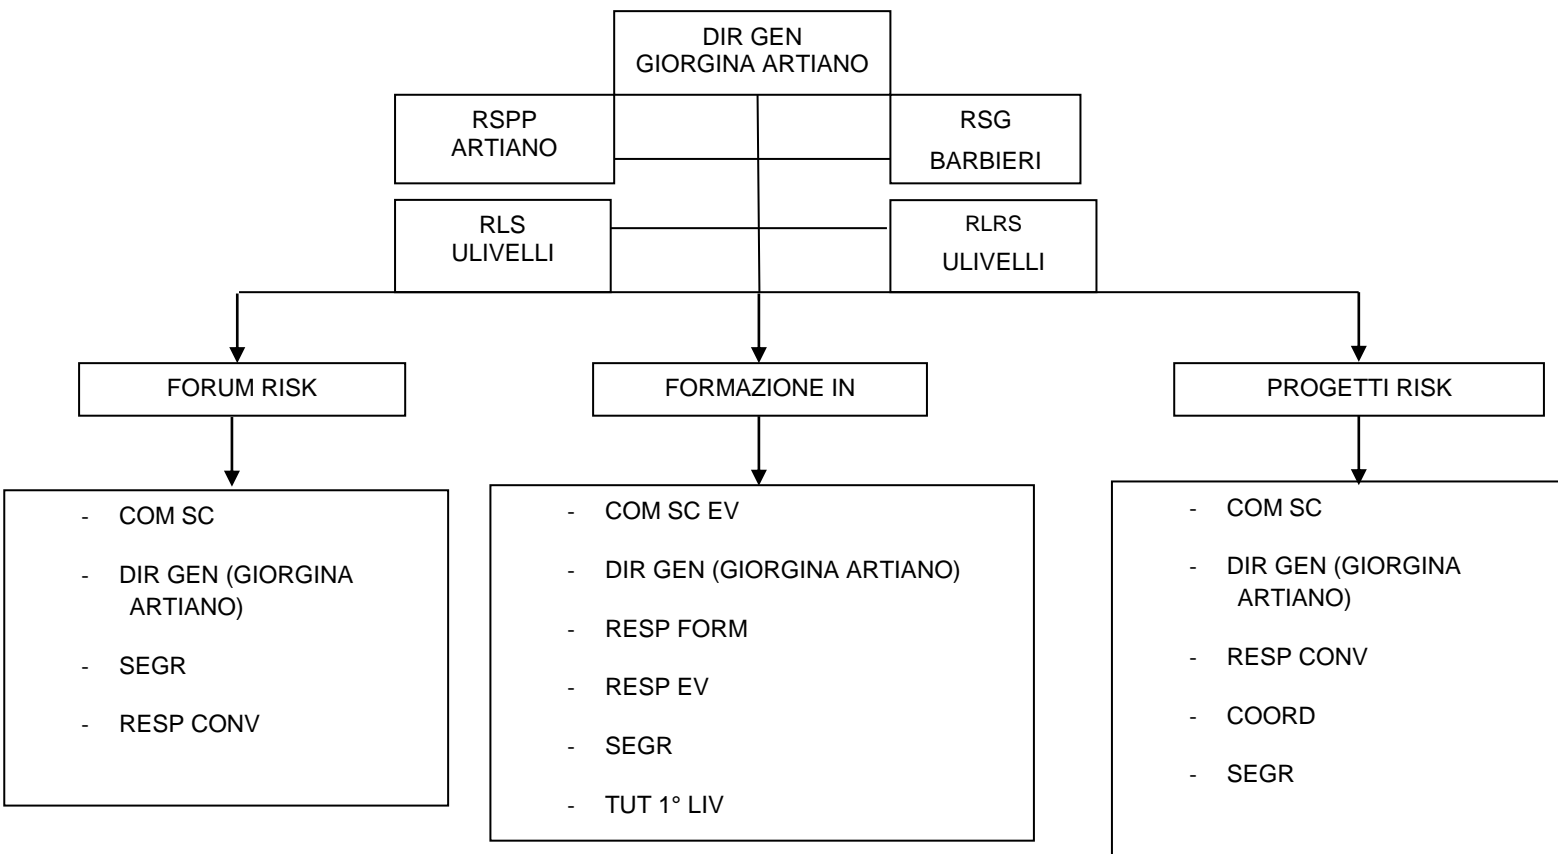 DIR GEN
GIORGINA ARTIANO
RSPP
ARTIANO
RSG
BARBIERI
RLS
ULIVELLI
RLRS
ULIVELLI
FORUM RISK
FORMAZIONE IN
PROGETTI RISK
- COM SC
- DIR GEN (GIORGINA
ARTIANO)
- SEGR
- RESP CONV
- COM SC EV
- DIR GEN (GIORGINA ARTIANO)
- RESP FORM
- RESP EV
- SEGR
- TUT 1° LIV
- COM SC
- DIR GEN (GIORGINA
ARTIANO)
- RESP CONV
- COORD
- SEGR